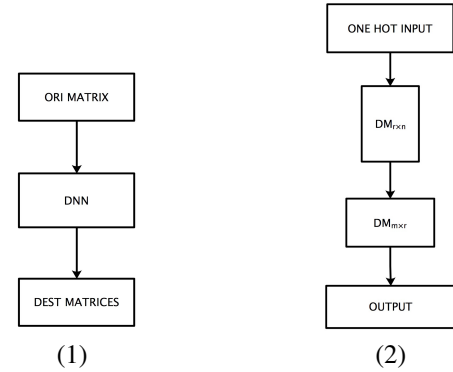 ORI MATRIX
DNN
DEST MATRICES
(1)
ONE HOT INPUT
DMr×n
DMm×r
OUTPUT
(2)